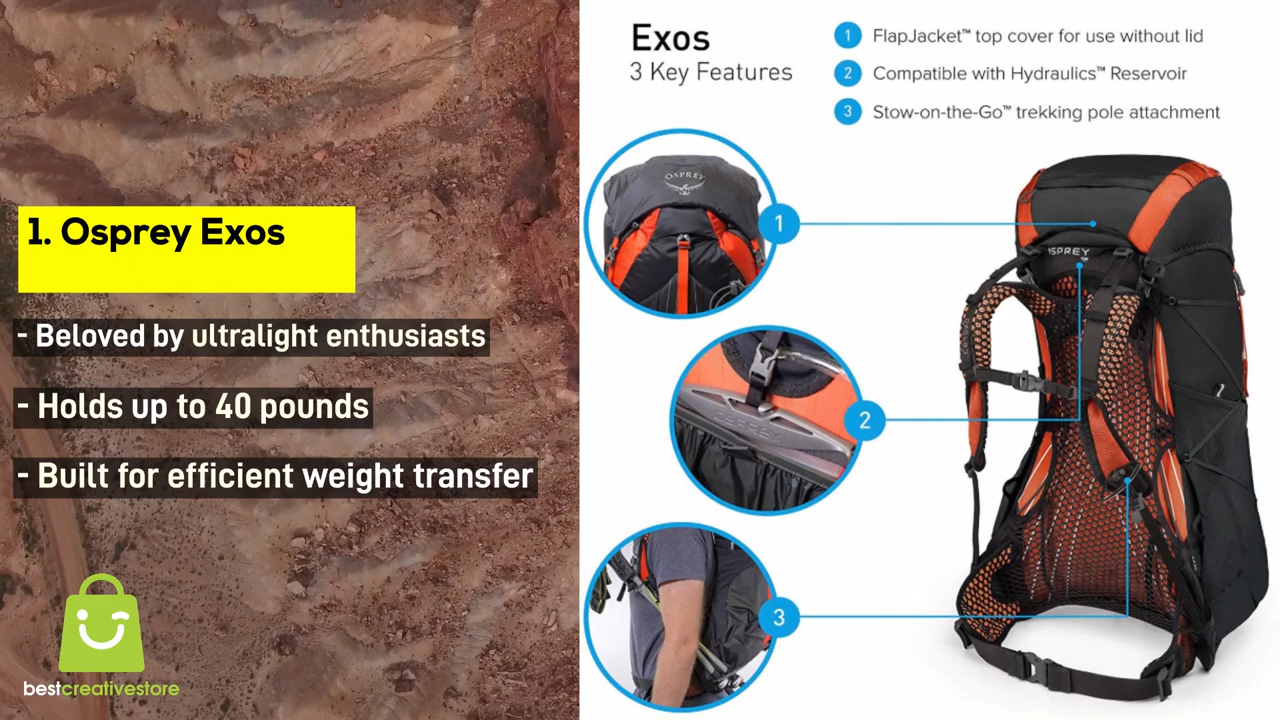 1. Osprey Exos
- Beloved by ultralight enthusiasts
- Holds up to 40 pounds
- Built for efficient weight transfer
bestcreativestore
Exos
3 Key Features
1 FlapJacket™ top cover for use without lid
2 Compatible with Hydraulics™ Reservoir
3 Stow-on-the-Go™ trekking pole attachment
OSPREY
1
OSPREY
OSPREY
2
3